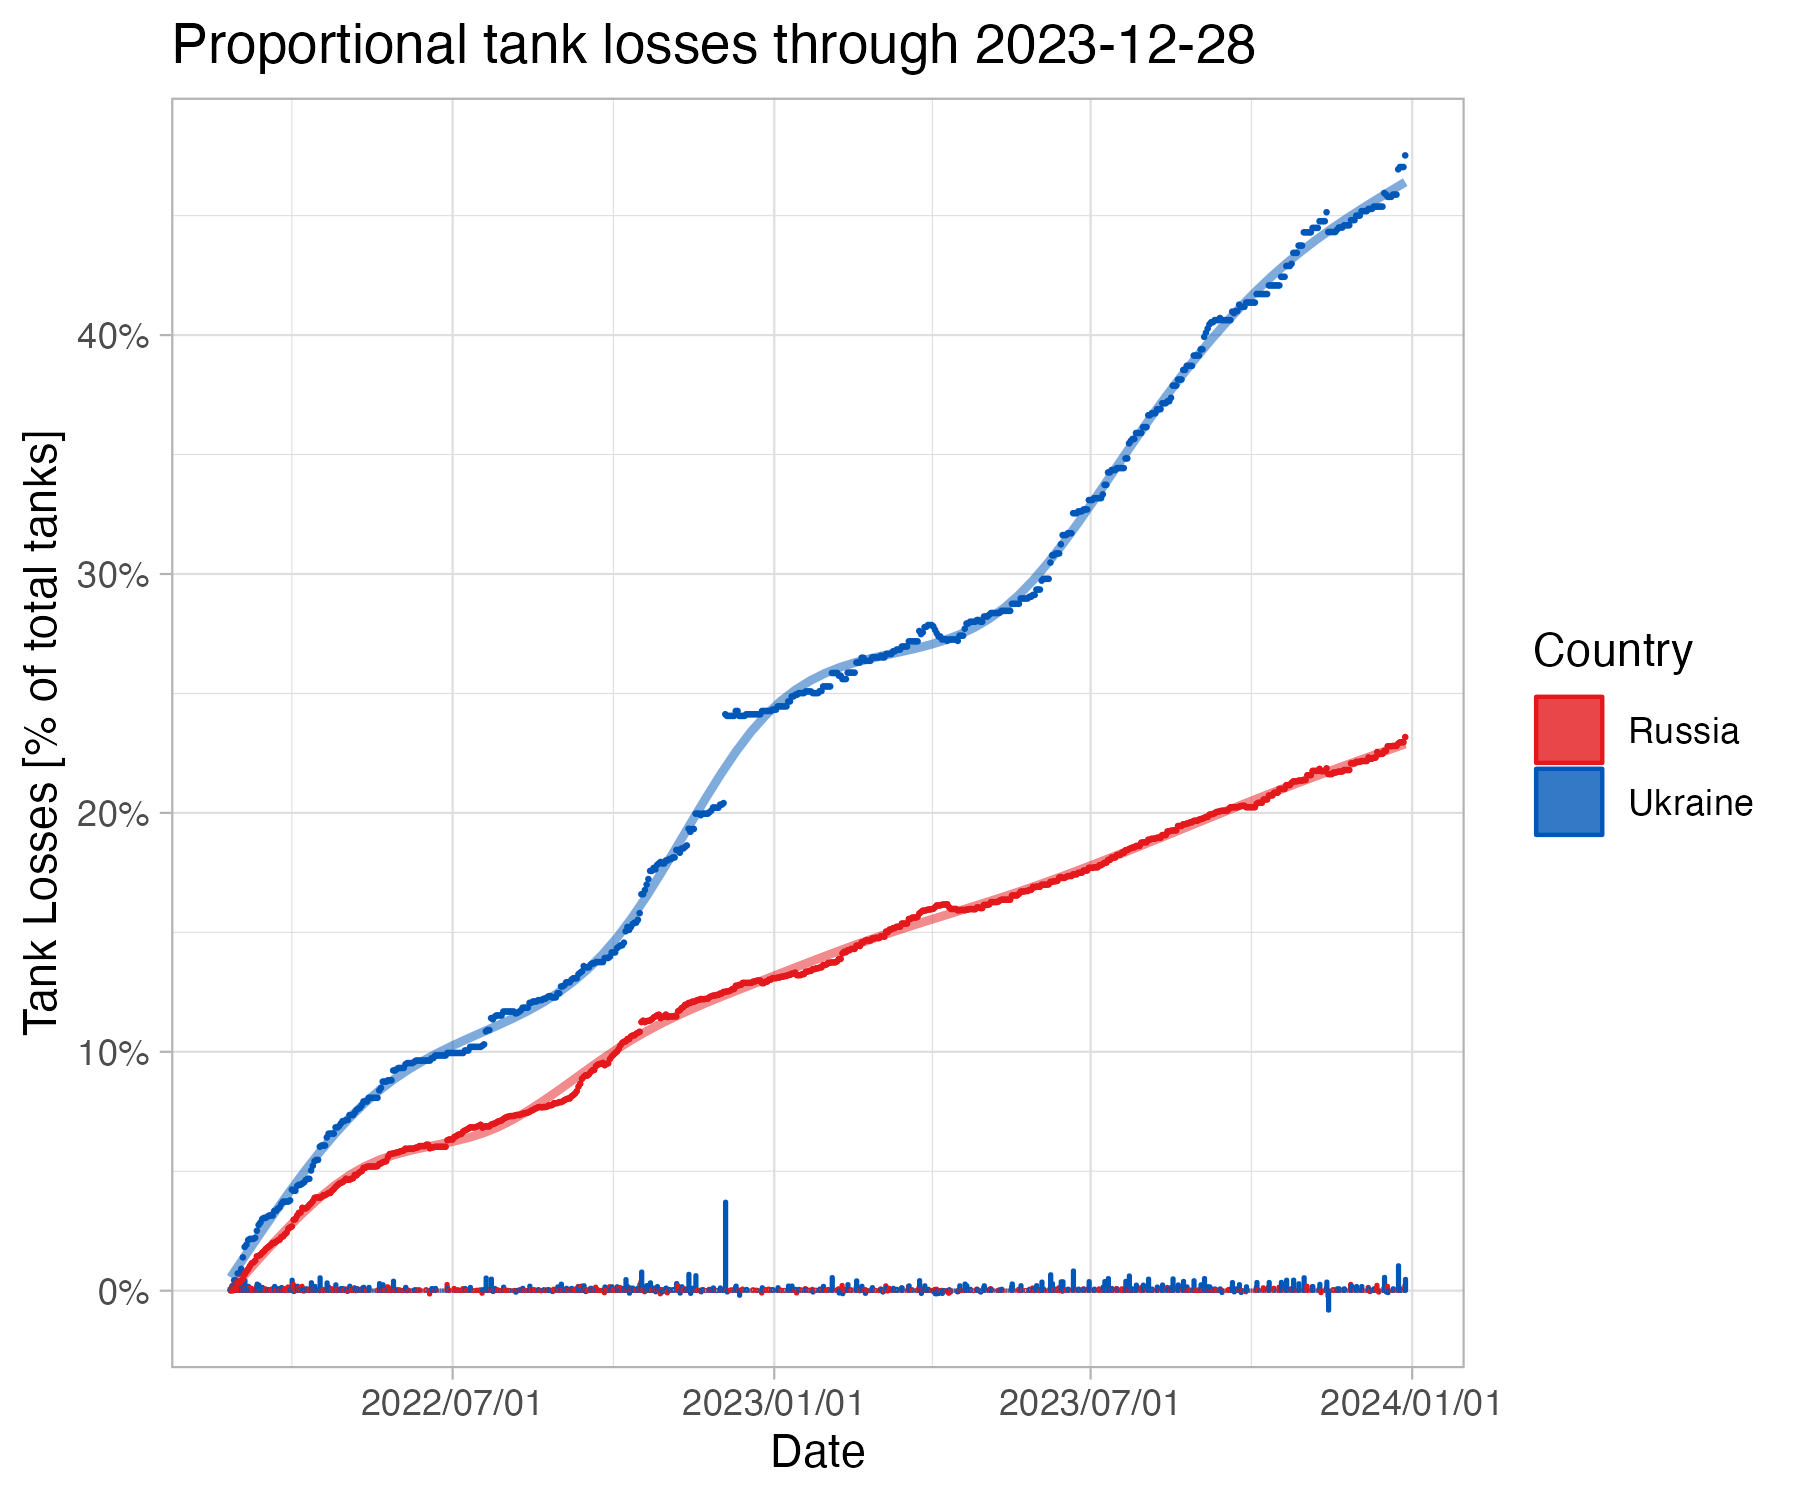 Proportional tank losses through 2023-12-28
Tank Losses [% of total tanks]
40%
30%
20%
10%
0%
2022/07/01
2023/01/01
2023/07/01
2024/01/01
Date
Country
Russia
Ukraine